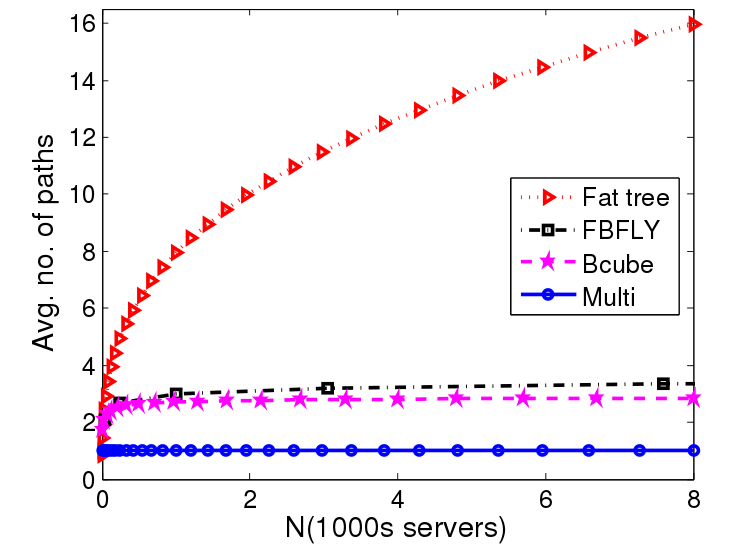 16
14
12
10
8
6
4
2
0
Avg. no. of paths
Fat tree
FBFLY
Bcube
Multi
0 2 4 6 8
N(1000s servers)